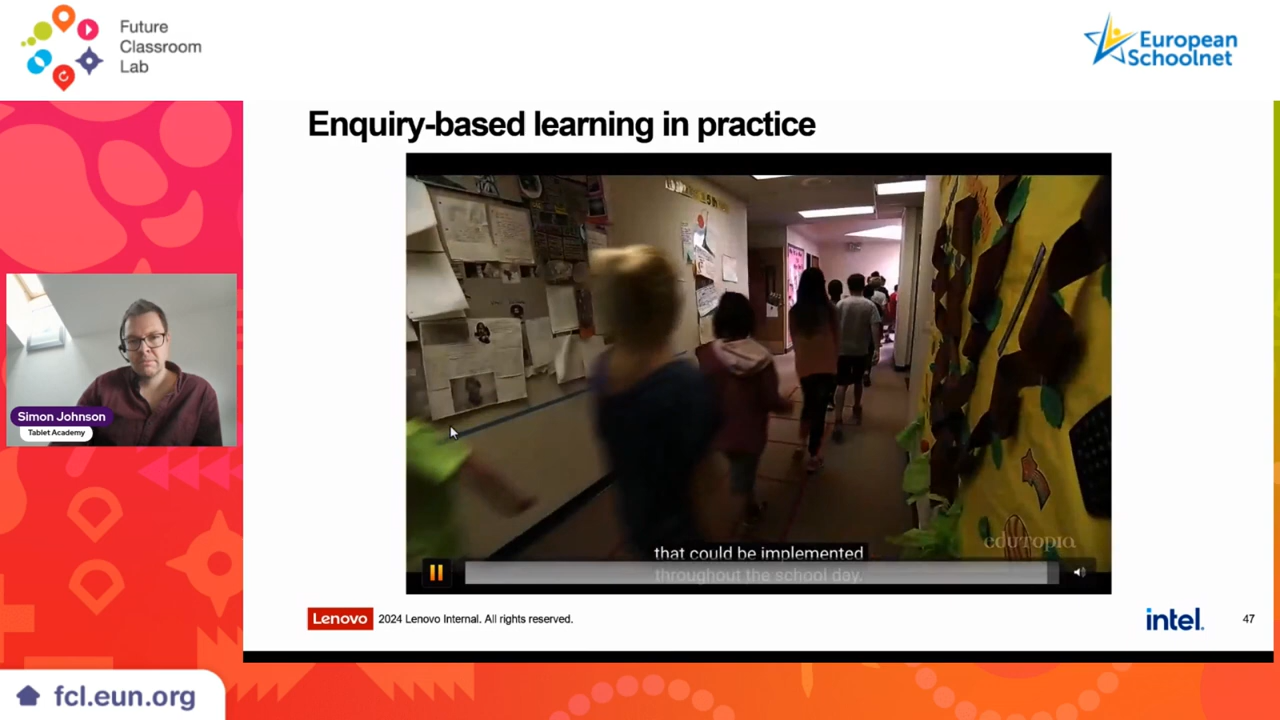 Future
Classroom
Lab
European
Schoolnet
Enquiry-based learning in practice
Simon Johnson
Tablet Academy
edutopia
that could be implemented
throughout the school day.
Lenovo 2024 Lenovo Internal. All rights reserved.
intel.
47
fcl.eun.org